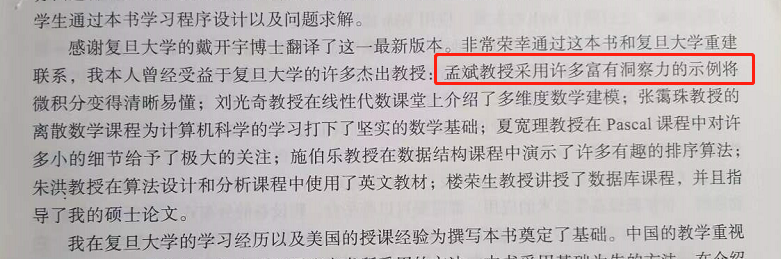 学生通过本书学习程序设计以及问题求解。
感谢复旦大学的戴开宇博士翻译了这一最新版本。非常荣幸通过这本书和复旦大学重建
联系，我本人曾经受益于复旦大学的许多杰出教授：孟斌教授采用许多富有洞察力的示例将
微积分变得清晰易懂；刘光奇教授在线性代数课堂上介绍了多维度数学建模；张霭珠教授的
离散数学课程为计算机科学的学习打下了坚实的数学基础；夏宽理教授在 Pascal 课程中对许
多小的细节给予了极大的关注；施伯乐教授在数据结构课程中演示了许多有趣的排序算法；
朱洪教授在算法设计和分析课程中使用了英文教材；楼荣生教授讲授了数据库课程，并且指
导了我的硕士论文。
我在复旦大学的学习经历以及美国的授课经验为撰写本书奠定了基础。中国的教学重视